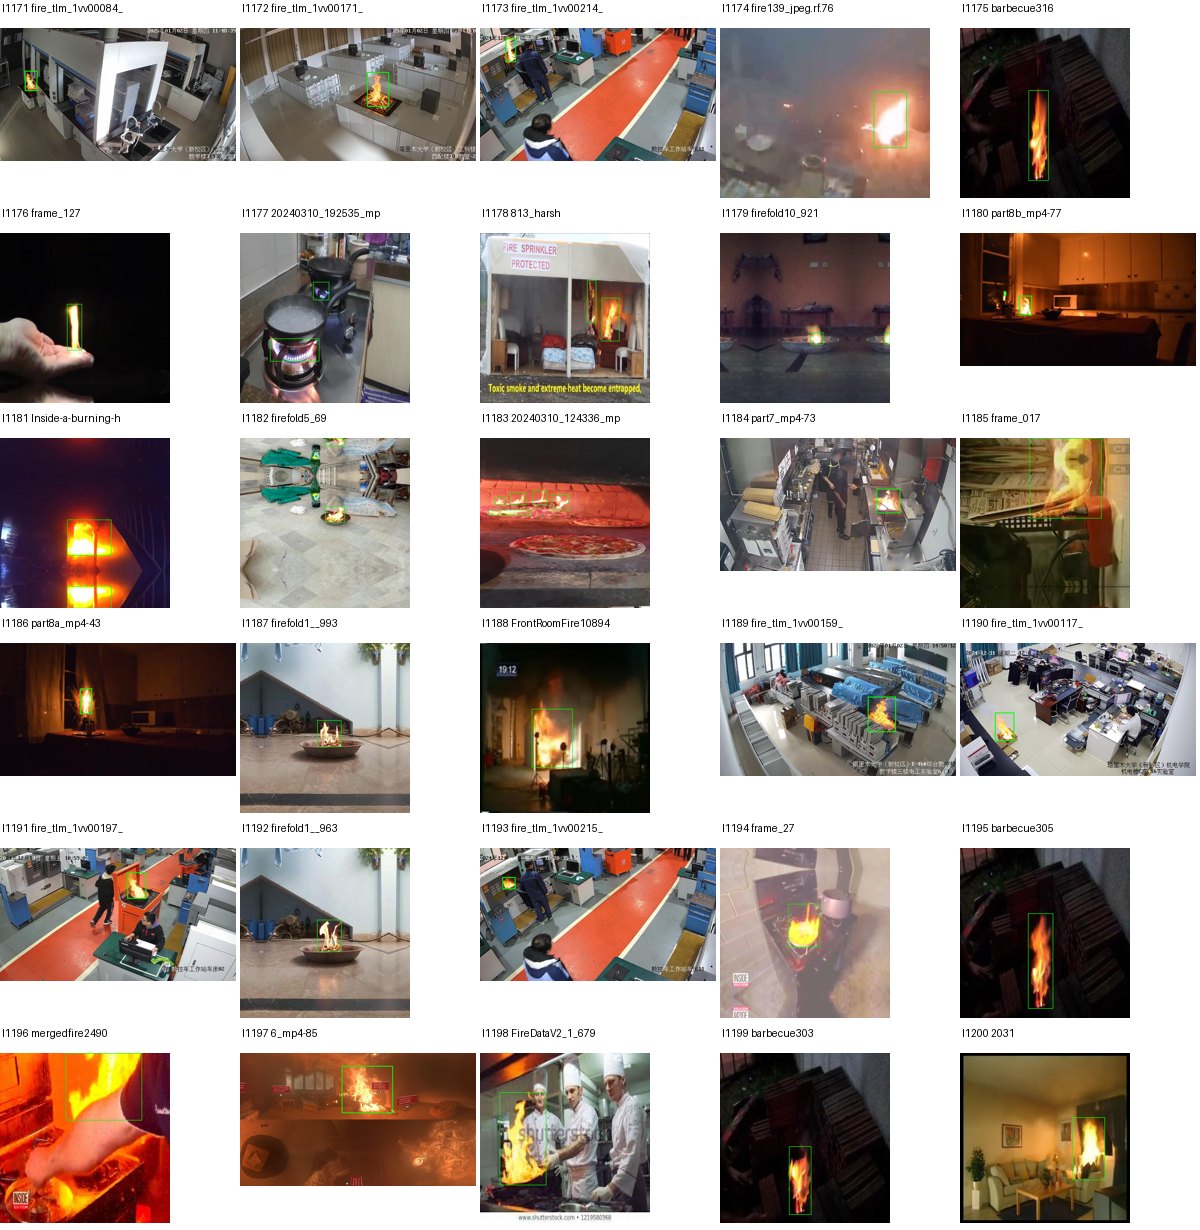 I1171 fire_tlm_1vv00084_
I1172 fire_tlm_1vv00171_
I1173 fire_tlm_1vv00214_
I1174 fire139_jpeg.rf.76
I1175 barbecue316
I1176 frame_127
I1177 20240310_192535_mp
I1178 813_harsh
I1179 firefold10_921
I1180 part8b_mp4-77
FIRE SPRINKLER
PROTECTED
Toxic smoke and extreme heat become entrapped.
I1181 Inside-a-burning-h
I1182 firefold5_69
I1183 20240310_124336_mp
I1184 part7_mp4-73
I1185 frame_017
I1186 part8a_mp4-43
I1187 firefold1__993
I1188 FrontRoomFire10894
I1189 fire_tlm_1vv00159_
I1190 fire_tlm_1vv00117_
19:12
I1191 fire_tlm_1vv00197_
I1192 firefold1__963
I1193 fire_tlm_1vv00215_
I1194 frame_27
I1195 barbecue305
INSIDE
I1196 mergedfire2490
I1197 6_mp4-85
I1198 FireDataV2_1_679
I1199 barbecue303
I1200 2031
INSIDE
EDITION
shutterstock
www.shutterstock.com • 1219580368